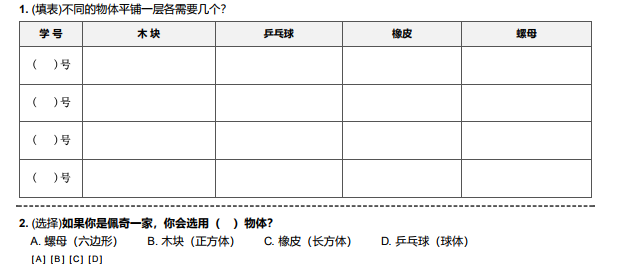 1. (填表)不同的物体平铺一层各需要几个？
学 号 木 块 乒乓球 橡皮 螺母
（ ）号
（ ）号
（ ）号
（ ）号
2. (选择)如果你是佩奇一家，你会选用（ ）物体？
A. 螺母（六边形） B. 木块（正方体） C. 橡皮（长方体） D. 乒乓球（球体）
[A] [B] [C] [D]